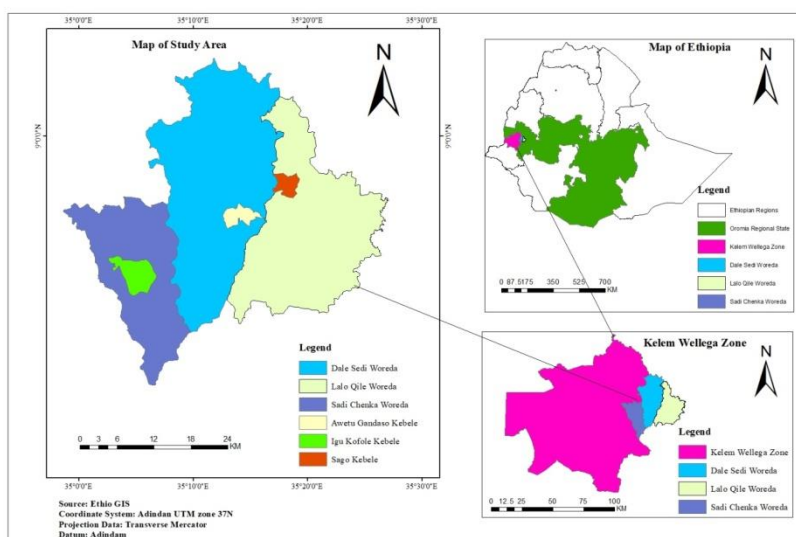 35°0'0"E
35°10'0"E
35°20'0"E
35°30'0"E
Map of Study Area
N
9°0'0"N
9°0'0"N
Legend
Dale Sedi Woreda
Lalo Qile Woreda
Sadi Chenka Woreda
Awetu Gandaso Kebele
Igu Kofole Kebele
Sago Kebele
0 3 6 12 18 24
KM
35°0'0"E
35°10'0"E
35°20'0"E
35°30'0"E
Source: Ethio GIS
Coordinate System: Adindan UTM zone 37N
Projection Data: Transverse Mercator
Datum: Adindam
Map of Ethiopia
N
Legend
Ethiopian Regions
Oromia Regional State
Kelem Wellega Zone
Dale Sedi Woreda
Lalo Qile Woreda
Sadi Chenka Woreda
0 87.5175 350 525 700
KM
Kelem Wellega Zone
N
Legend
Kelem Wellega Zone
Dale Sedi Woreda
Lalo Qile Woreda
Sadi Chenka Woreda
0 12.5 25 50 75 100
KM